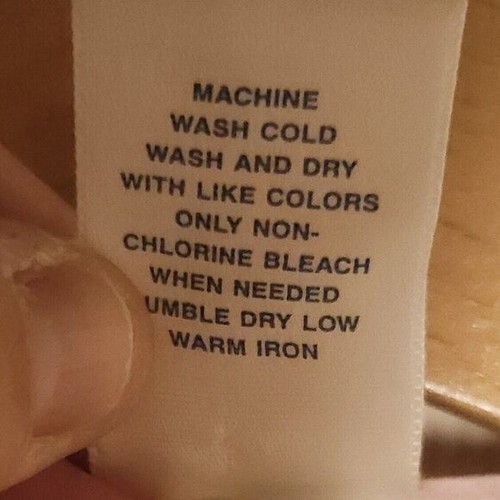 MACHINE
WASH COLD
WASH AND DRY
WITH LIKE COLORS
ONLY NON-
CHLORINE BLEACH
WHEN NEEDED
UMBLE DRY LOW
WARM IRON